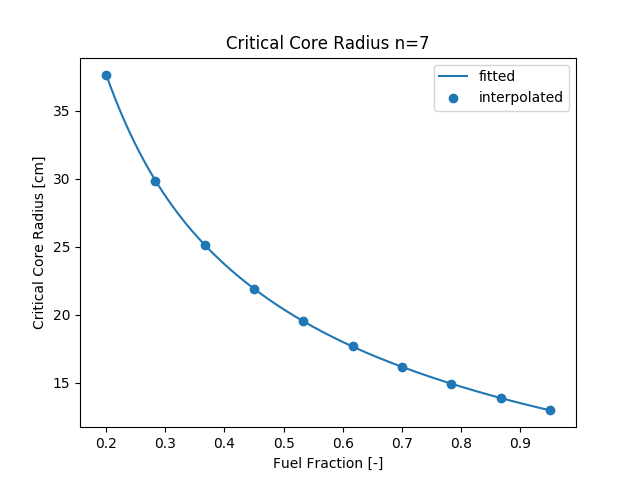 Critical Core Radius n=7
fitted
interpolated
35
30
25
20
15
Critical Core Radius [cm]
0.2 0.3 0.4 0.5 0.6 0.7 0.8 0.9
Fuel Fraction [-]